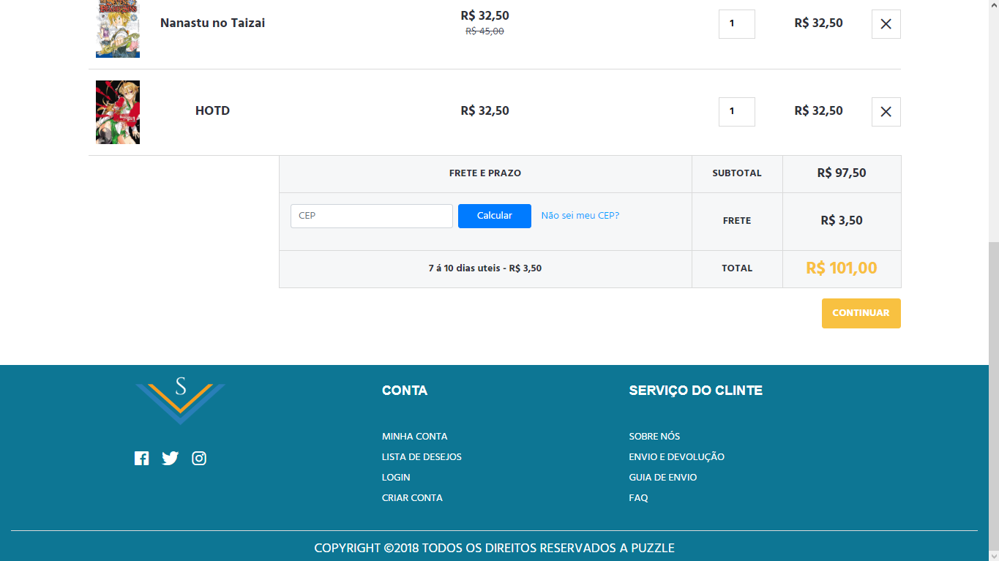 Nanastu no Taizai
R$ 32,50
R$ 45,00
1
R$ 32,50
HOTD
R$ 32,50
1
R$ 32,50
FRETE E PRAZO
SUBTOTAL
R$ 97,50
CEP
Calcular
Não sei meu CEP?
FRETE
R$ 3,50
7 á 10 dias uteis - R$ 3,50
TOTAL
R$ 101,00
CONTINUAR
S
CONTA
MINHA CONTA
LISTA DE DESEJOS
LOGIN
CRIAR CONTA
SERVIÇO DO CLINTE
SOBRE NÓS
ENVIO E DEVOLUÇÃO
GUIA DE ENVIO
FAQ
COPYRIGHT ©2018 TODOS OS DIREITOS RESERVADOS A PUZZLE